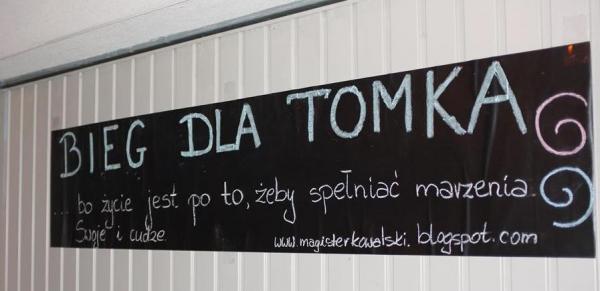 BIEG DLA TOMKA
... bo życie jest po to, żeby spełniać marzenia.
Swoje i cudze.
www.magisterkowalski.blogspot.com